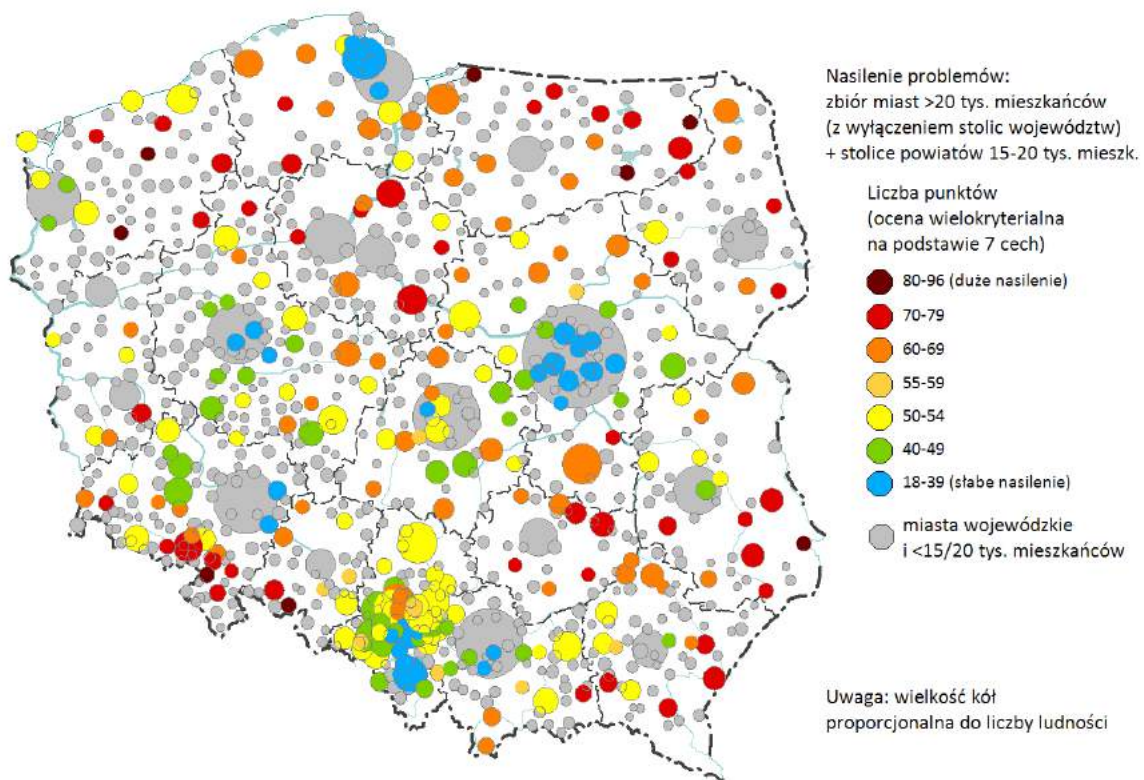 Nasilenie problemów:
zbiór miast >20 tys. mieszkańców
(z wyłączeniem stolic województw)
+ stolice powiatów 15-20 tys. mieszk.
Liczba punktów
(ocena wielokryterialna
na podstawie 7 cech)
80-96 (duże nasilenie)
70-79
60-69
55-59
50-54
40-49
18-39 (słabe nasilenie)
miasta wojewódzkie
i <15/20 tys. mieszkańców
Uwaga: wielkość kół
proporcjonalna do liczby ludności